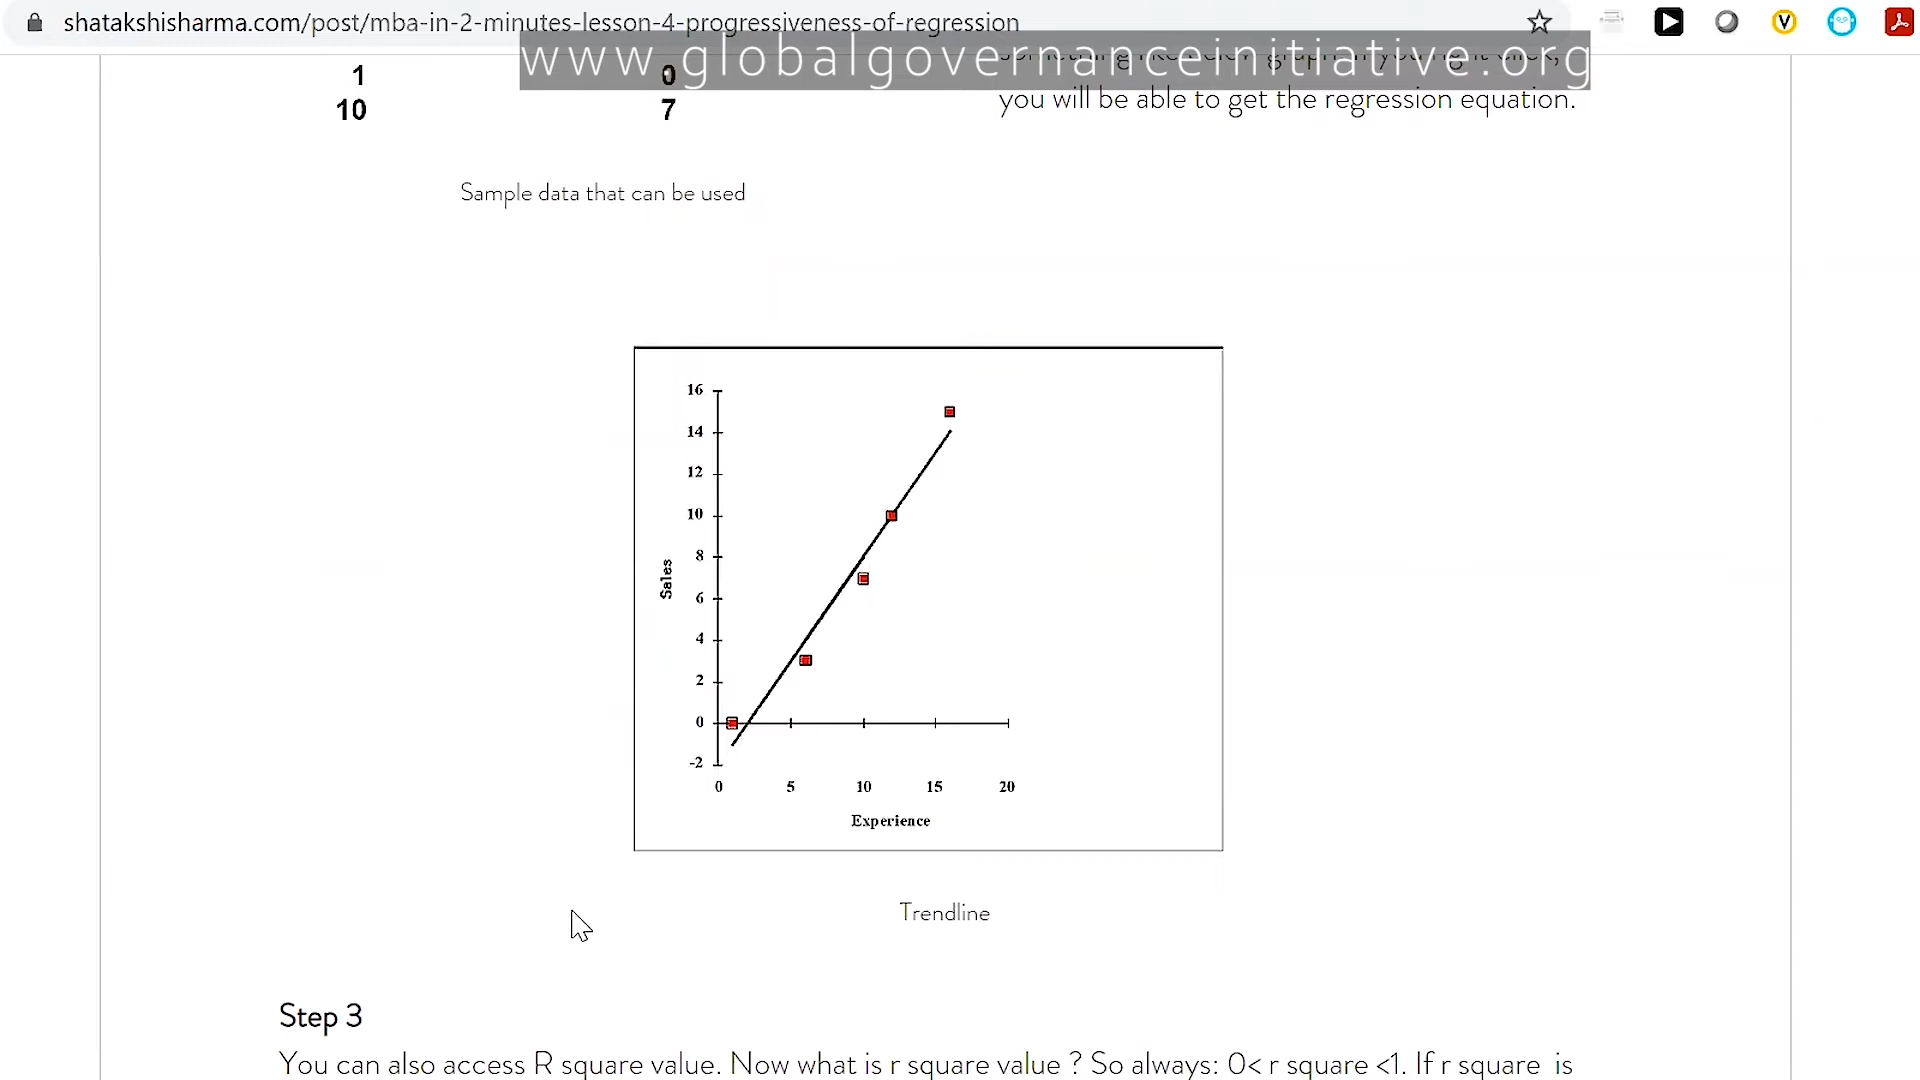 shatakshisharma.com/post/mba-in-2-minutes-lesson-4-progressiveness-of-regression
www.globalgovernanceinitiative.org
1 0
10 7
you will be able to get the regression equation.
Sample data that can be used
16
14
12
10
8
6
4
2
0
-2
Sales
0 5 10 15 20
Experience
Trendline
Step 3
You can also access R square value. Now what is r square value ? So always: 0< r square <1. If r square is